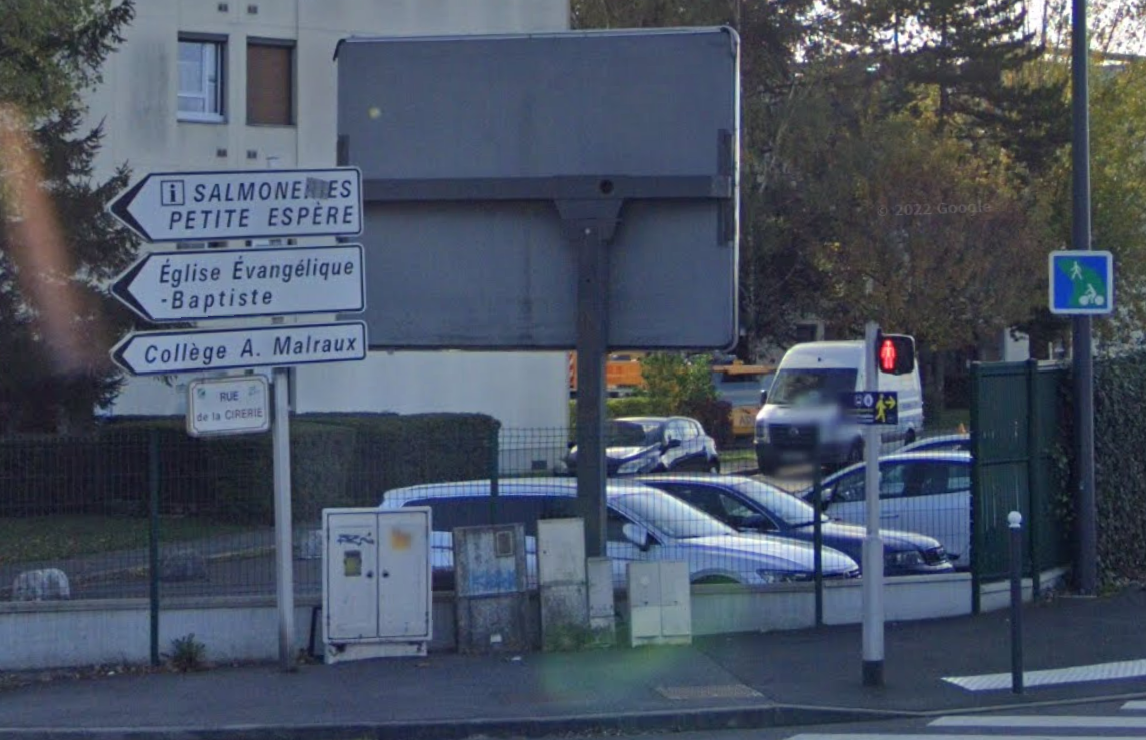 i SALMONERIES
PETITE ESPÈRE
Église Évangélique
-Baptiste
Collège A. Malraux
RUE
de la CIRERIE
© 2022 Google